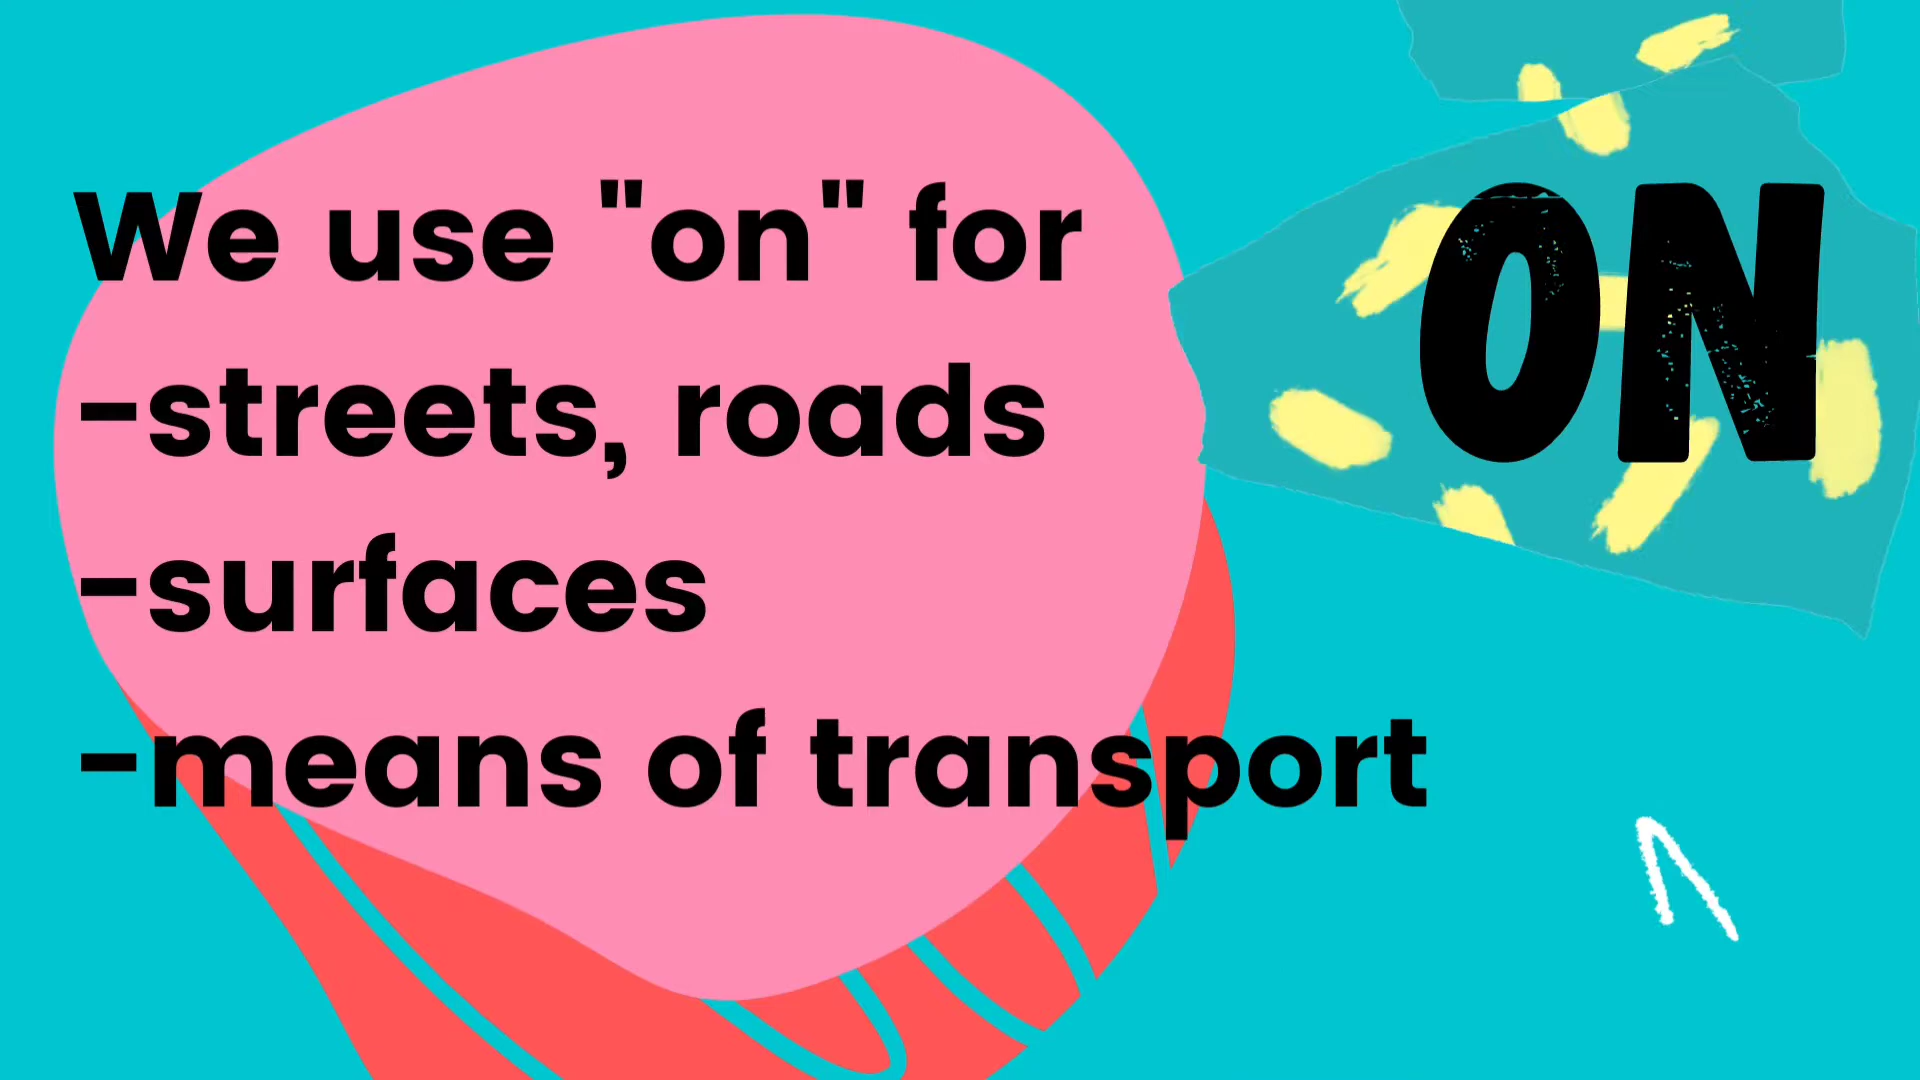 We use "on" for
-streets, roads
-surfaces
-means of transport
ON